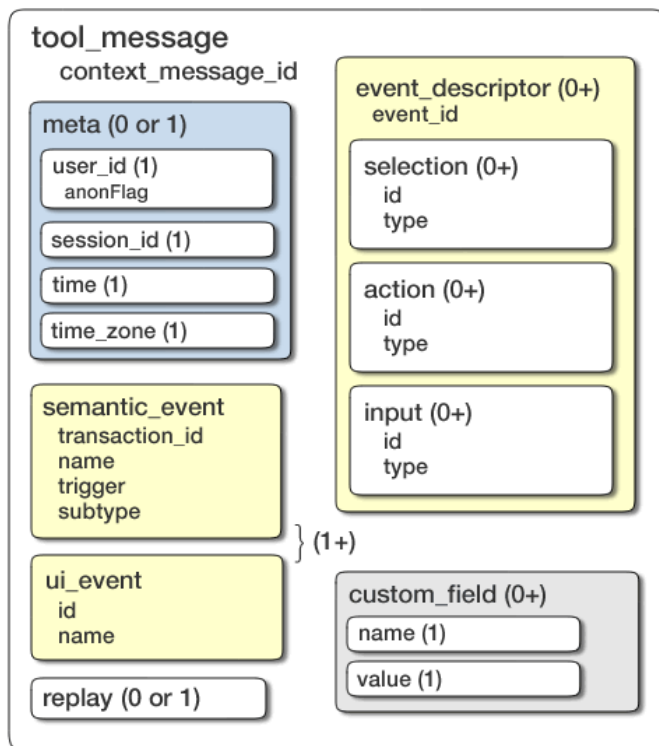 tool_message
context_message_id
meta (0 or 1)
user_id (1)
anonFlag
session_id (1)
time (1)
time_zone (1)
semantic_event
transaction_id
name
trigger
subtype
ui_event
id
name
} (1+)
replay (0 or 1)
event_descriptor (0+)
event_id
selection (0+)
id
type
action (0+)
id
type
input (0+)
id
type
custom_field (0+)
name (1)
value (1)